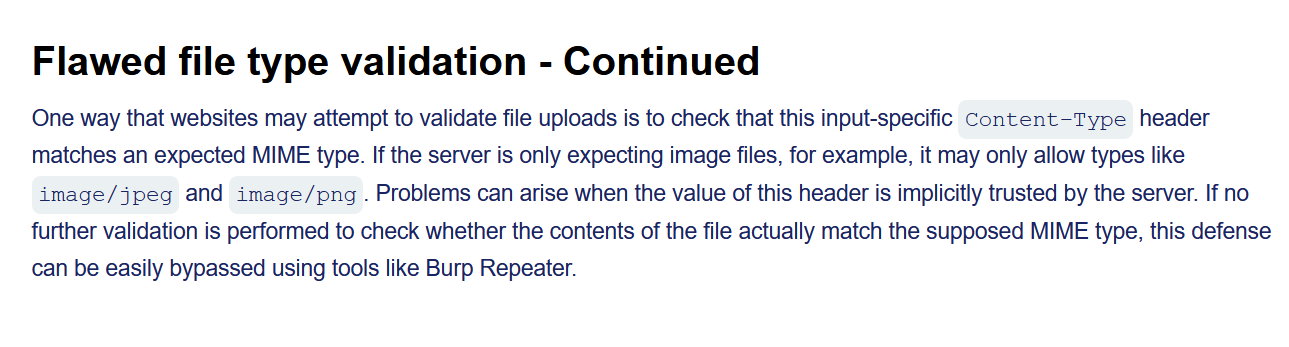 Flawed file type validation - Continued
One way that websites may attempt to validate file uploads is to check that this input-specific Content-Type header
matches an expected MIME type. If the server is only expecting image files, for example, it may only allow types like
image/jpeg and image/png. Problems can arise when the value of this header is implicitly trusted by the server. If no
further validation is performed to check whether the contents of the file actually match the supposed MIME type, this defense
can be easily bypassed using tools like Burp Repeater.